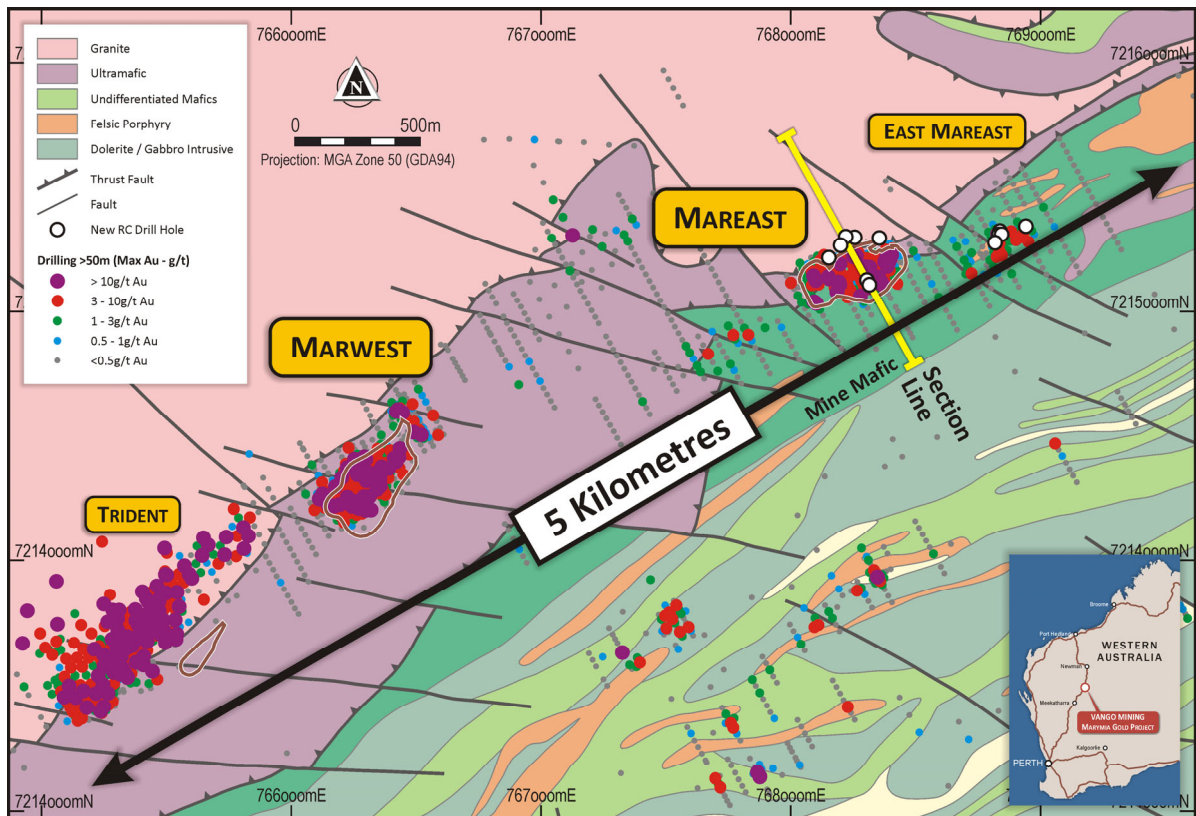 766000mE
767000mE
768000mE
769000mE
7216000mN
Granite
Ultramafic
Undifferentiated Mafics
Felsic Porphyry
Dolerite / Gabbro Intrusive
Thrust Fault
Fault
New RC Drill Hole
Drilling >50m (Max Au - g/t)
> 10g/t Au
3 - 10g/t Au
1 - 3g/t Au
0.5 - 1g/t Au
<0.5g/t Au
N
0
500m
Projection: MGA Zone 50 (GDA94)
EAST MAREAST
MAREAST
7215000mN
MARWEST
Mine Mafic
Section
Line
5 Kilometres
TRIDENT
7214000mN
7214000mN
Broome
Port Hedland
WESTERN
AUSTRALIA
Newman
Meekatharra
VANGO MINING
MARYMIA GOLD PROJECT
Kalgoorlie
PERTH
7214000mN
766000mE
767000mE
768000mE